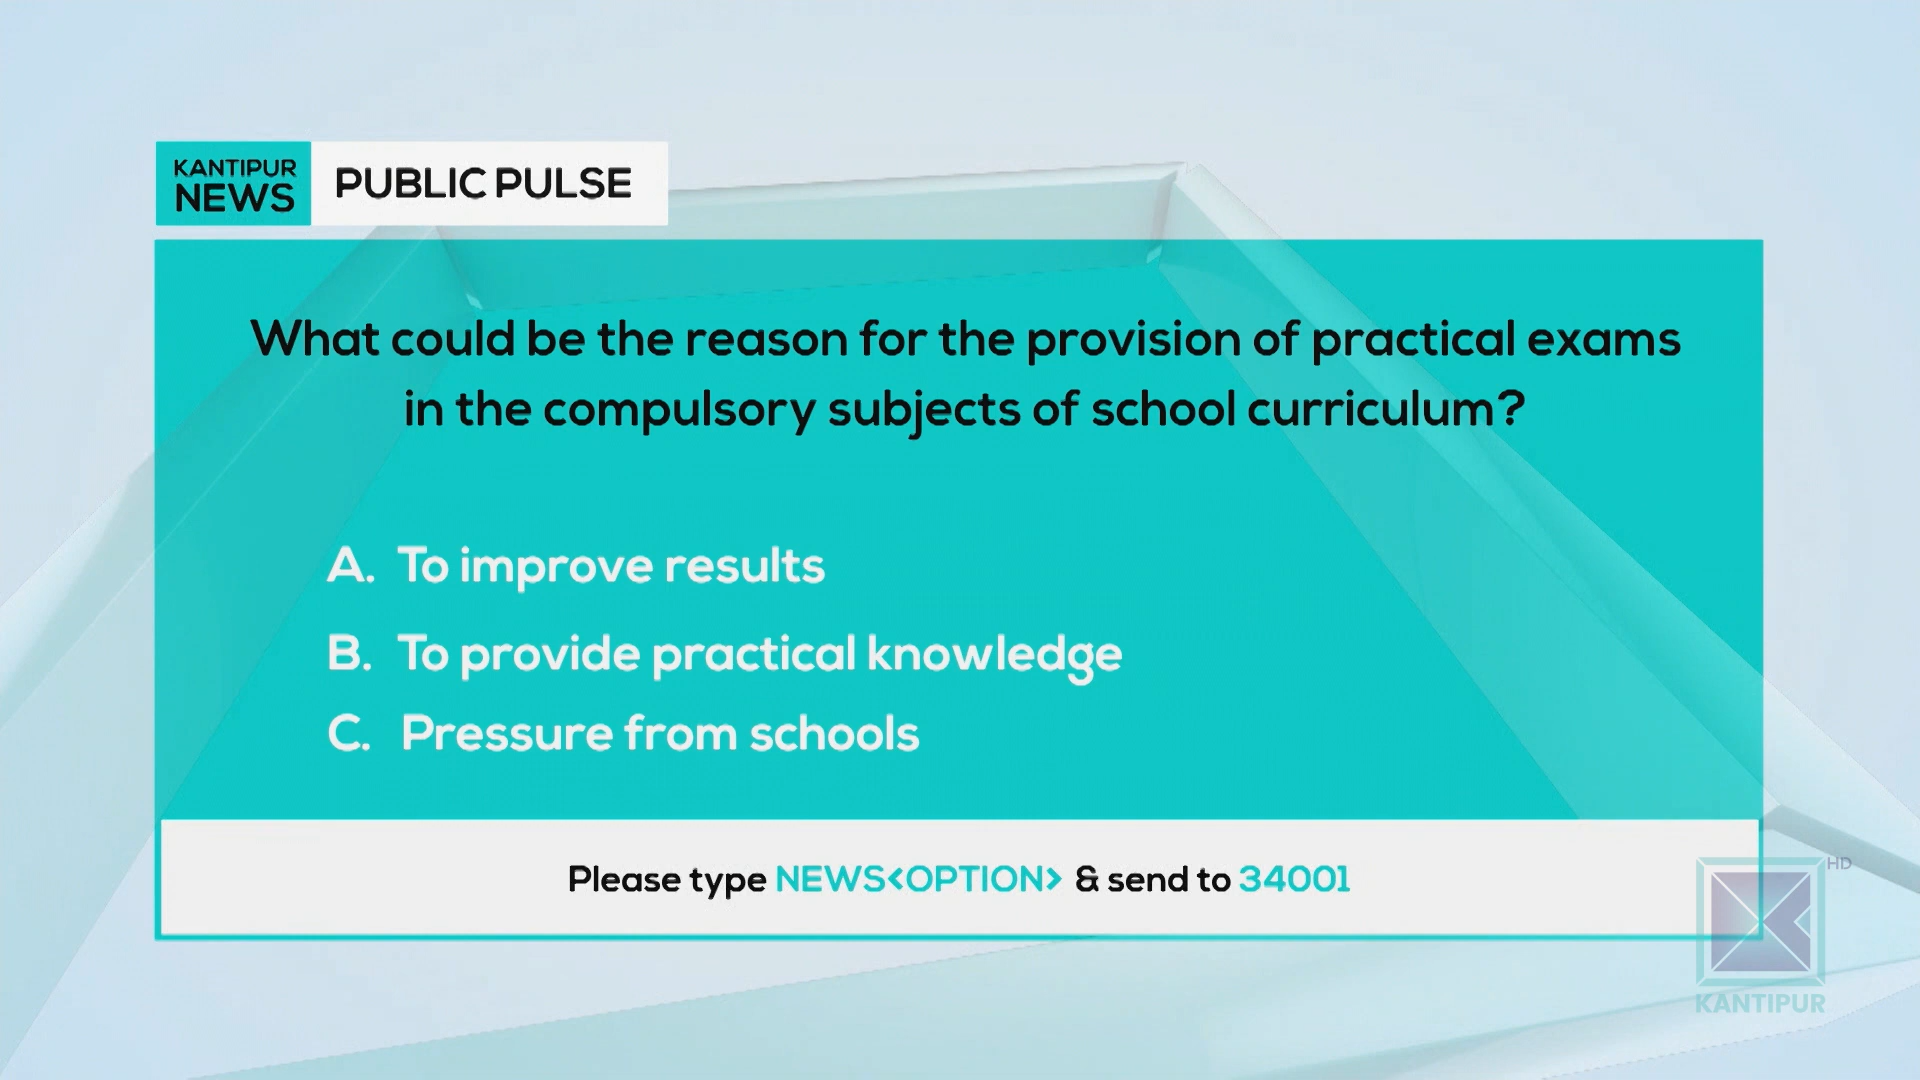 KANTIPUR
NEWS
PUBLIC PULSE
What could be the reason for the provision of practical exams
in the compulsory subjects of school curriculum?
A. To improve results
B. To provide practical knowledge
C. Pressure from schools
Please type NEWS<OPTION> & send to 34001
HD
KANTIPUR